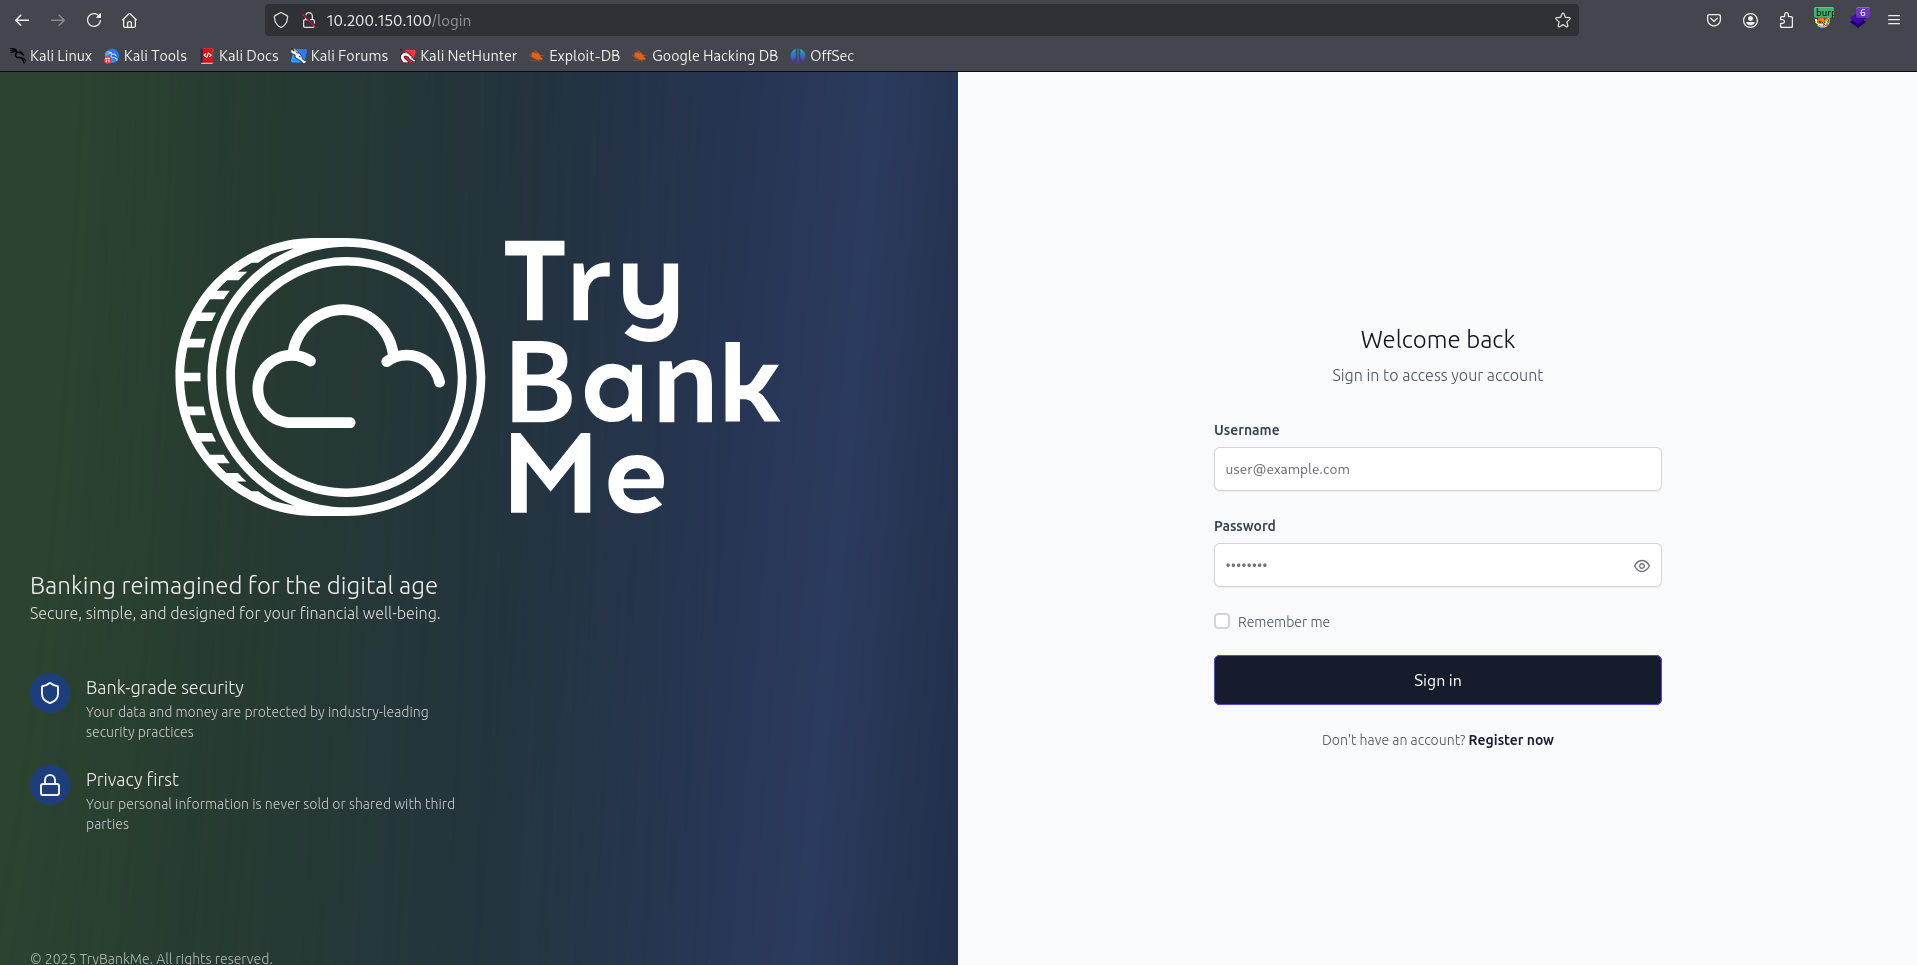 10.200.150.100/login
burp
6
Kali Linux Kali Tools Kali Docs Kali Forums Kali NetHunter Exploit-DB Google Hacking DB OffSec
Try
Bank
Me
Banking reimagined for the digital age
Secure, simple, and designed for your financial well-being.
Bank-grade security
Your data and money are protected by industry-leading
security practices
Privacy first
Your personal information is never sold or shared with third
parties
© 2025 TryBankMe. All rights reserved.
Welcome back
Sign in to access your account
Username
user@example.com
Password
••••••••
Remember me
Sign in
Don't have an account? Register now